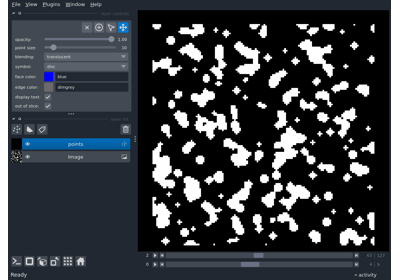 File View Plugins Window Help
opacity: 1.00
point size: 10
blending: translucent
symbol: disc
face color: blue
edge color: dimgrey
display text:
out of slice:
points
Image
2
0
Ready
activity